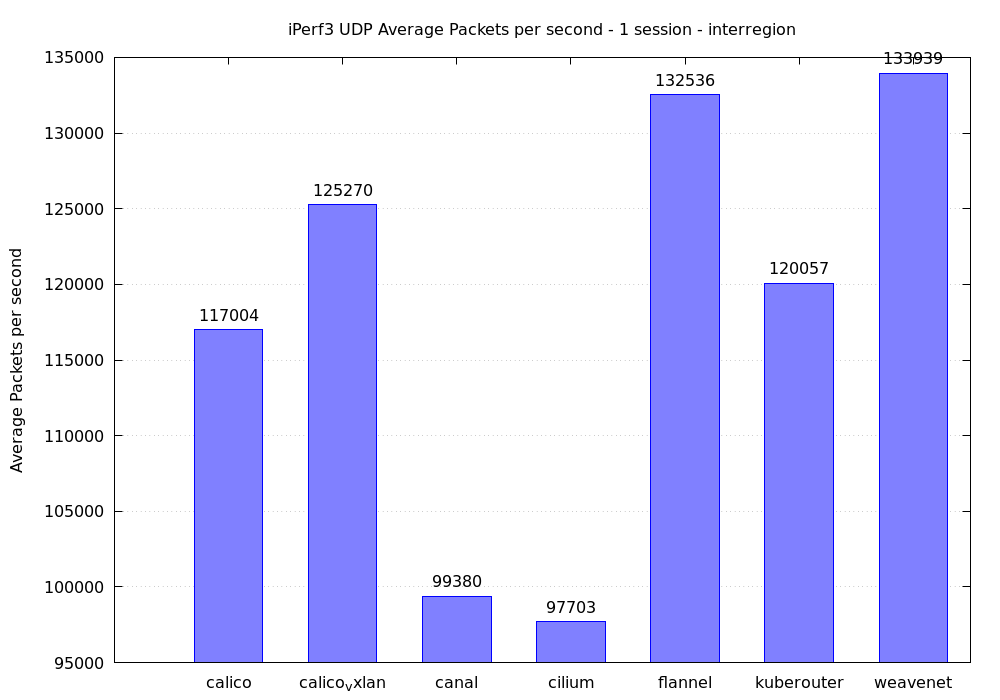 iPerf3 UDP Average Packets per second - 1 session - interregion
Average Packets per second
135000
130000
125000
120000
115000
110000
105000
100000
95000
117004
125270
99380
97703
132536
120057
133939
calico
calicovxlan
canal
cilium
flannel
kuberouter
weavenet